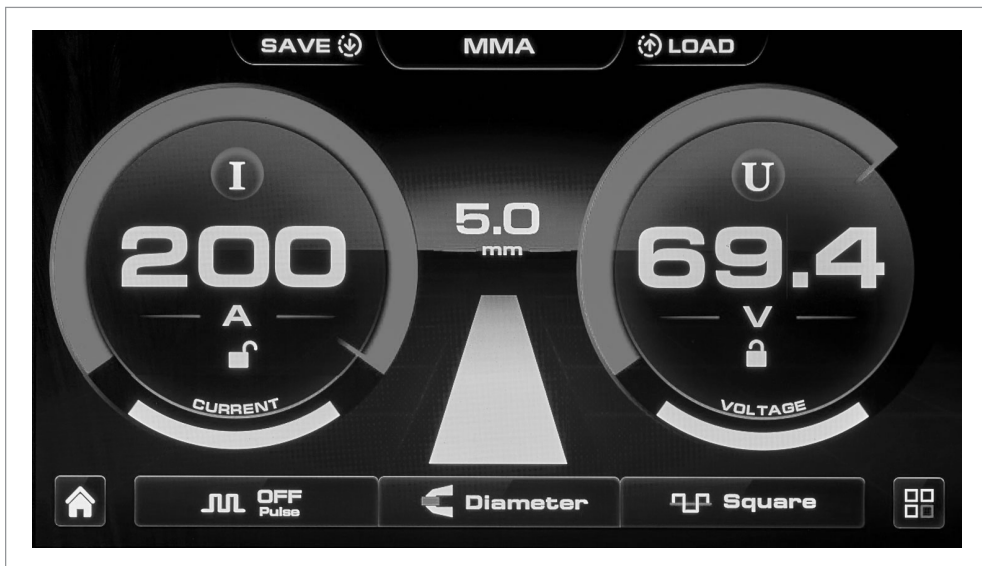 SAVE
MMA
LOAD
I
200
A
CURRENT
5.0
mm
U
69.4
V
VOLTAGE
OFF
Pulse
Diameter
Square